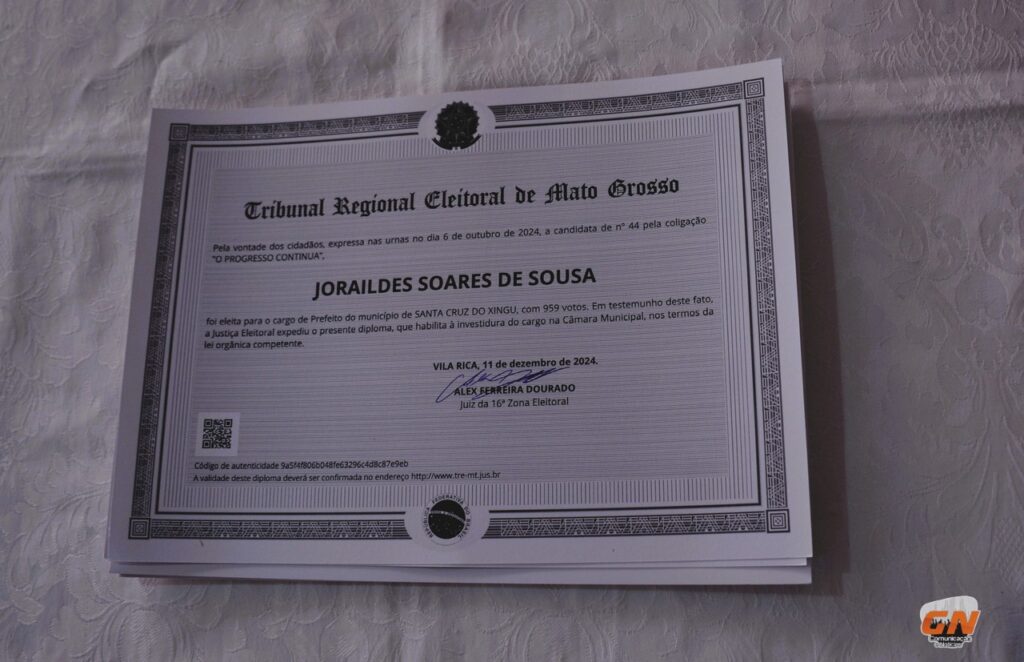 Tribunal Regional Eleitoral de Mato Grosso
Pela vontade dos cidadãos, expressa nas urnas no dia 6 de outubro de 2024, a candidata de nº 44 pela coligação
"O PROGRESSO CONTINUA",
JORAILDES SOARES DE SOUSA
foi eleita para o cargo de Prefeito do município de SANTA CRUZ DO XINGU, com 959 votos. Em testemunho deste fato,
a Justiça Eleitoral expediu o presente diploma, que habilita à investidura do cargo na Câmara Municipal, nos termos da
lei orgânica competente.
VILA RICA, 11 de dezembro de 2024.
ALEX FERREIRA DOURADO
Juiz da 16ª Zona Eleitoral
Código de autenticidade 9a5f4f806b048fe63296c4d8c87e9eb
A validade deste diploma deverá ser confirmada no endereço http://www.tre-mt.jus.br
REPÚBLICA FEDERATIVA DO BRASIL
GN
Comunicação